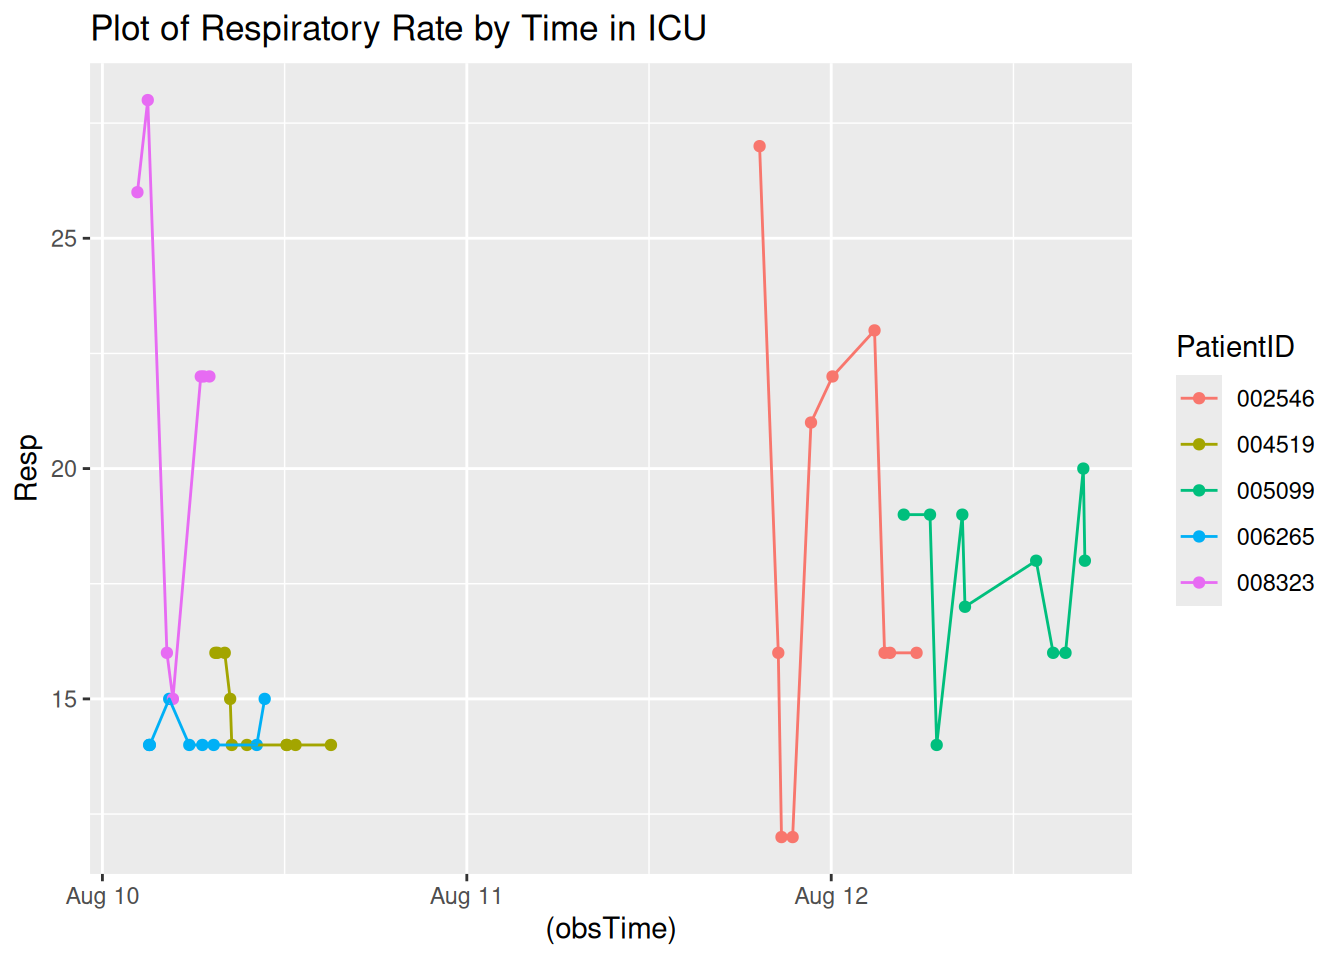 Plot of Respiratory Rate by Time in ICU
25
20
15
Resp
Aug 10
Aug 11
Aug 12
(obsTime)
PatientID
002546
004519
005099
006265
008323